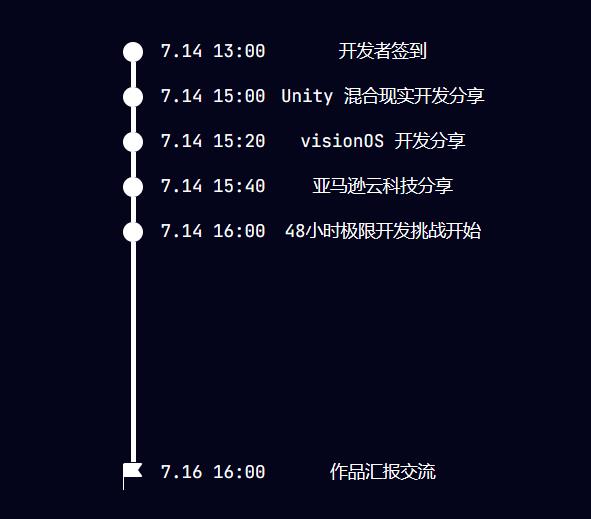 7.14 13:00 开发者签到
7.14 15:00 Unity 混合现实开发分享
7.14 15:20 visionOS 开发分享
7.14 15:40 亚马逊云科技分享
7.14 16:00 48小时极限开发挑战开始
7.16 16:00 作品汇报交流